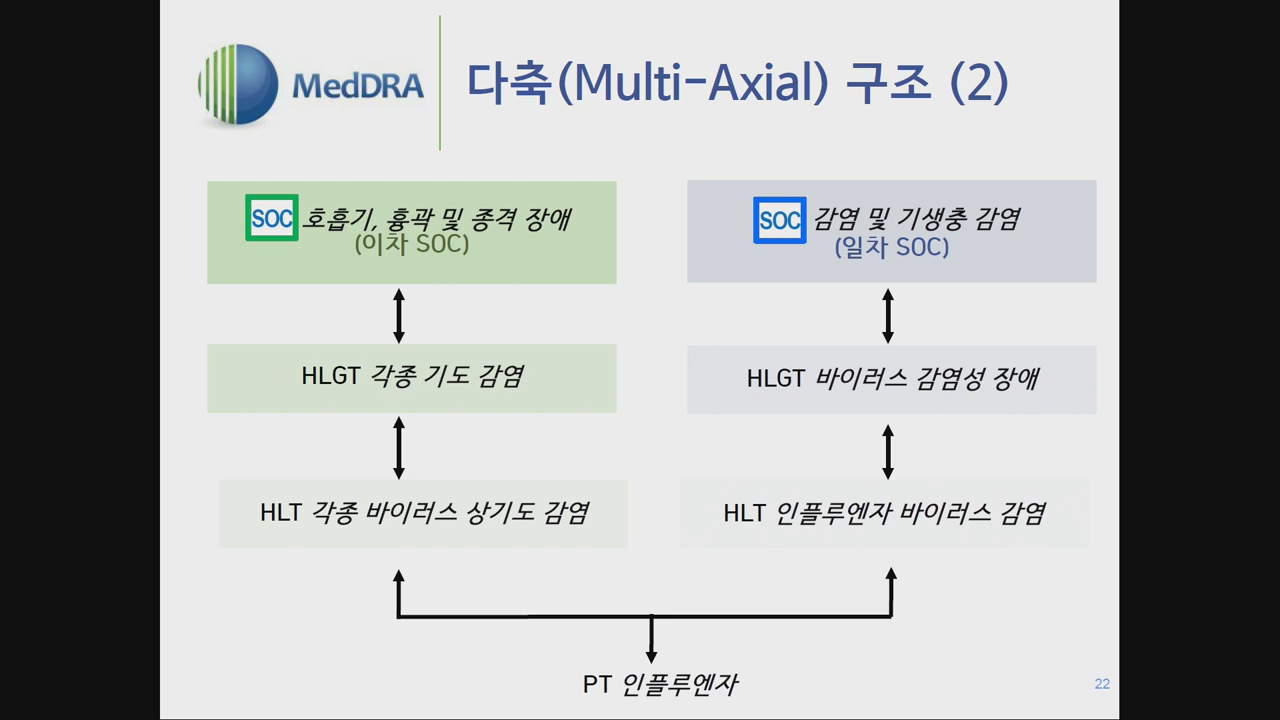 MedDRA
다축(Multi-Axial) 구조 (2)
SOC 호흡기, 흉곽 및 종격 장애
(이차 SOC)
SOC 감염 및 기생충 감염
(일차 SOC)
HLGT 각종 기도 감염
HLGT 바이러스 감염성 장애
HLT 각종 바이러스 상기도 감염
HLT 인플루엔자 바이러스 감염
PT 인플루엔자
22